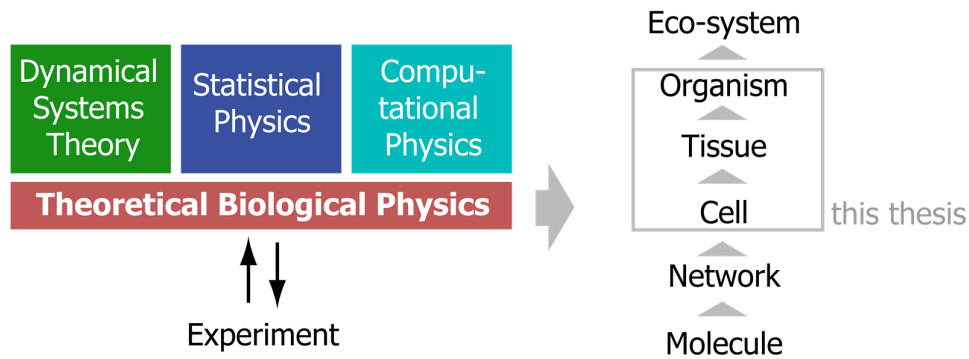 Dynamical
Systems
Theory
Statistical
Physics
Compu-
tational
Physics
Theoretical Biological Physics
Experiment
Eco-system
Organism
Tissue
Cell
this thesis
Network
Molecule